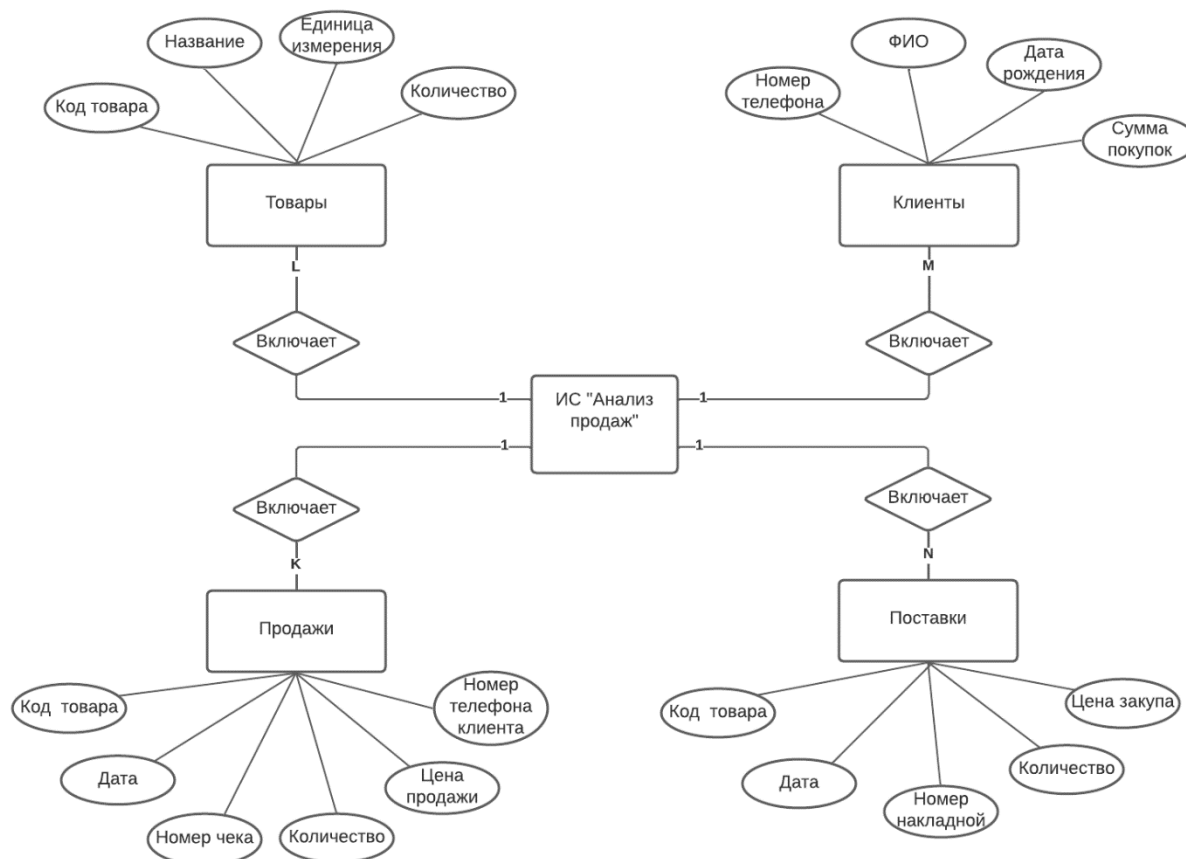 Название
Единица
измерения
Код товара
Количество
Товары
L
Включает
ФИО
Номер
телефона
Дата
рождения
Сумма
покупок
Клиенты
M
Включает
1
ИС "Анализ
продаж"
1
1
1
Включает
K
Продажи
Код товара
Дата
Номер чека
Количество
Цена
продажи
Номер
телефона
клиента
Включает
N
Поставки
Код товара
Дата
Номер
накладной
Количество
Цена закупа